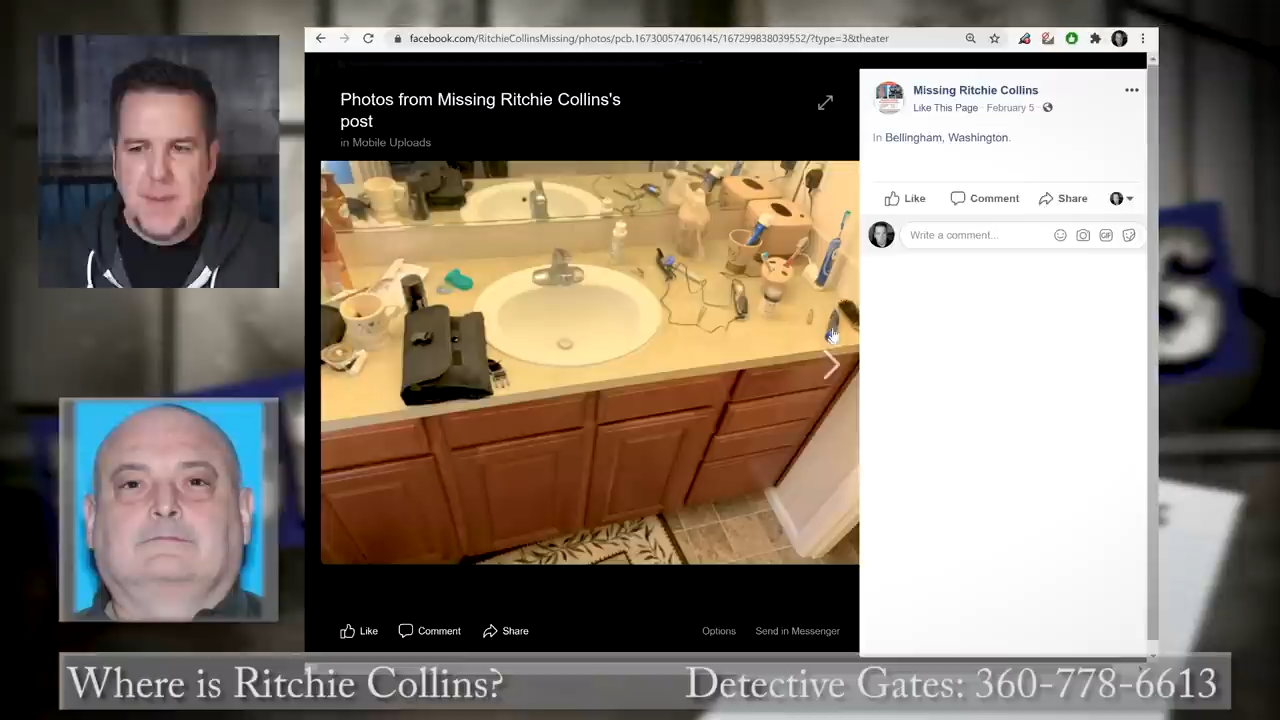 facebook.com/RitchieCollinsMissing/photos/pcb.167300574706145/167299838039552/?type=3&theater
Photos from Missing Ritchie Collins's
post
in Mobile Uploads
Missing Ritchie Collins
Like This Page · February 5 ·
In Bellingham, Washington.
Like Comment Share
Write a comment...
GIF
Like Comment Share Options Send in Messenger
Where is Ritchie Collins? Detective Gates: 360-778-6613